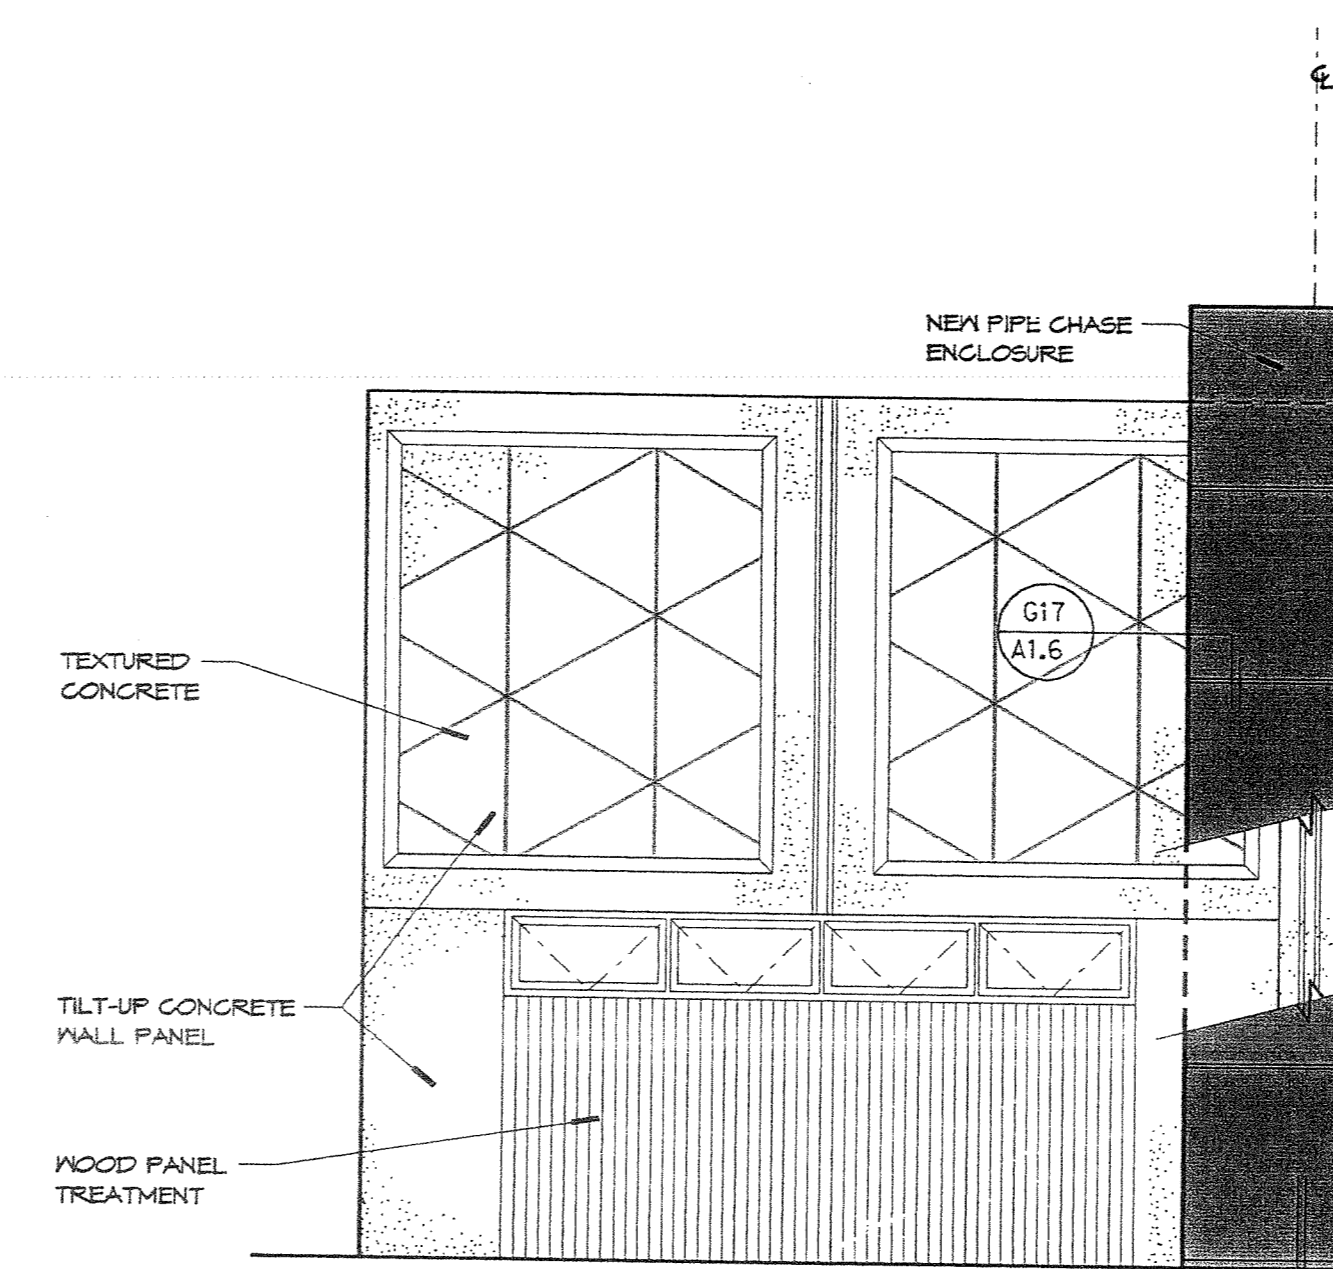 ℄
NEW PIPE CHASE
ENCLOSURE
G17
A1.6
TEXTURED
CONCRETE
TILT-UP CONCRETE
WALL PANEL
WOOD PANEL
TREATMENT